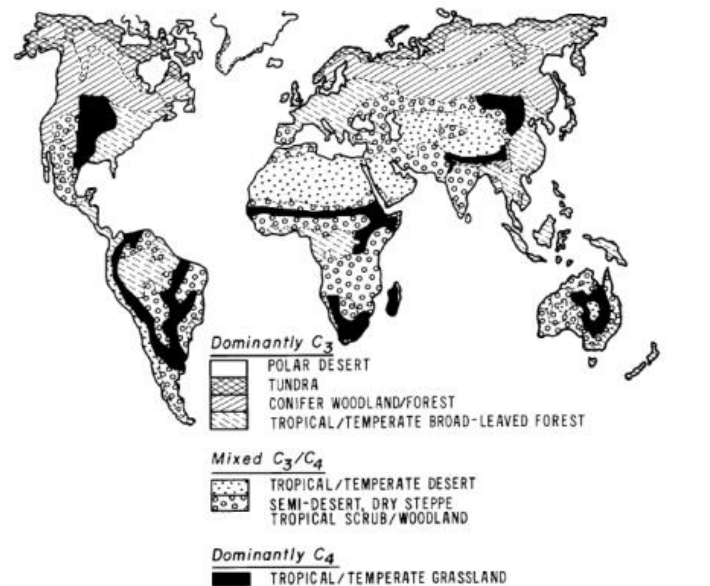 Dominantly C3
POLAR DESERT
TUNDRA
CONIFER WOODLAND/FOREST
TROPICAL/TEMPERATE BROAD-LEAVED FOREST
Mixed C3/C4
TROPICAL/TEMPERATE DESERT
SEMI-DESERT, DRY STEPPE
TROPICAL SCRUB/WOODLAND
Dominantly C4
TROPICAL/TEMPERATE GRASSLAND